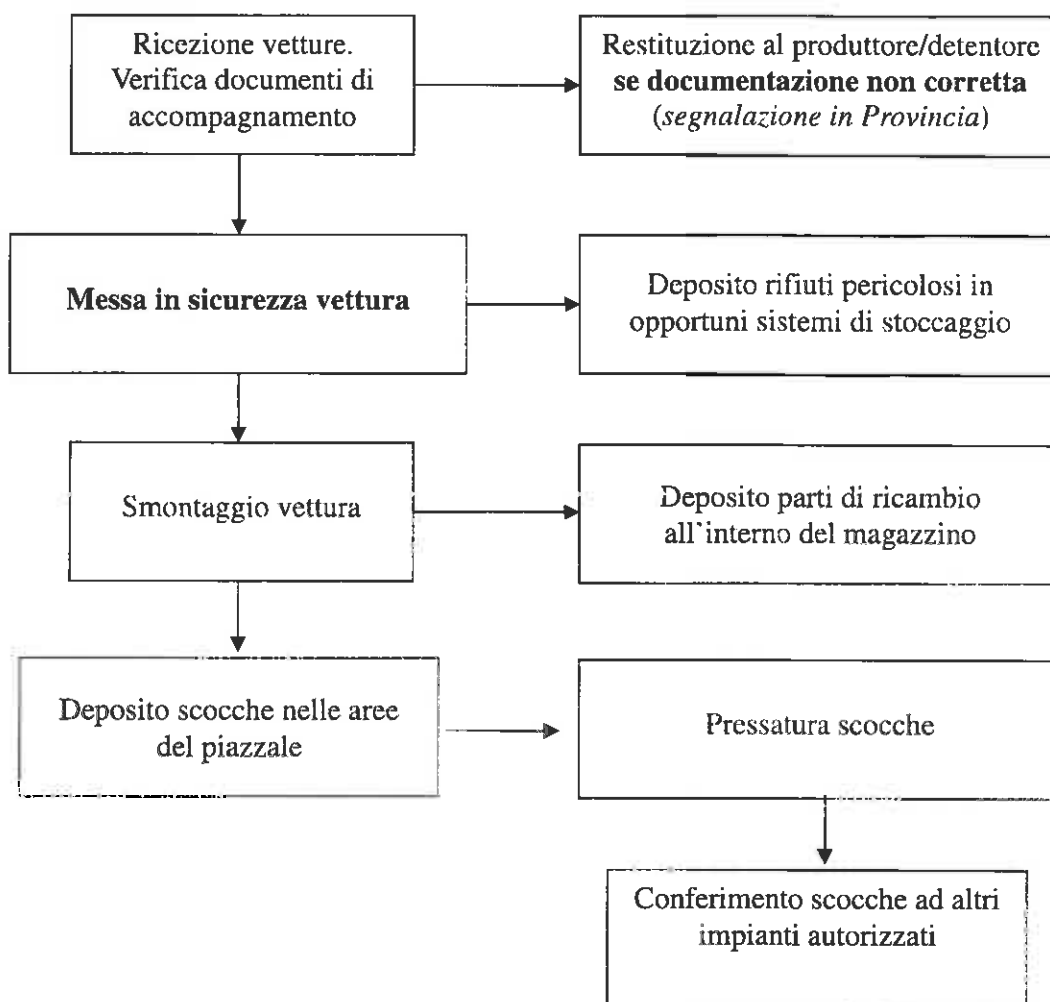 Ricezione vetture.
Verifica documenti di
accompagnamento
Restituzione al produttore/detentore
se documentazione non corretta
(segnalazione in Provincia)
Messa in sicurezza vettura
Deposito rifiuti pericolosi in
opportuni sistemi di stoccaggio
Smontaggio vettura
Deposito parti di ricambio
all'interno del magazzino
Deposito scocche nelle aree
del piazzale
Pressatura scocche
Conferimento scocche ad altri
impianti autorizzati